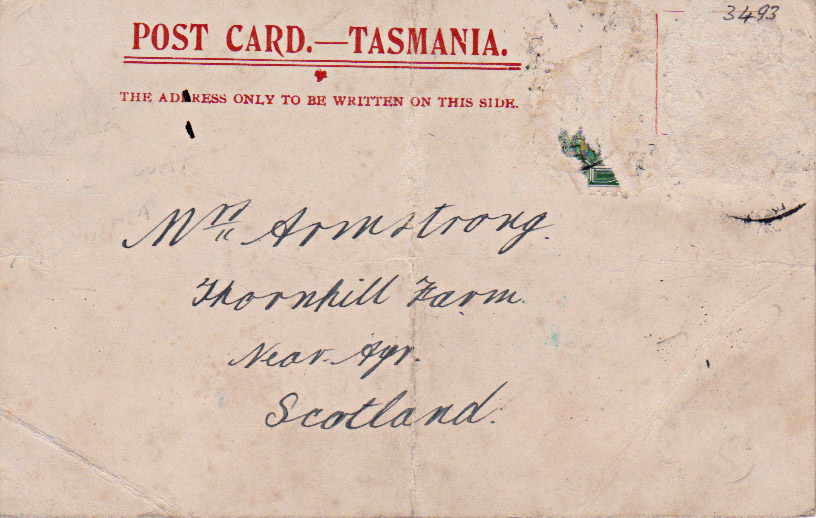 3493
POST CARD.—TASMANIA.
THE ADDRESS ONLY TO BE WRITTEN ON THIS SIDE.
Mrs Armstrong.
Thornhill Farm.
Near Ayr.
Scotland.